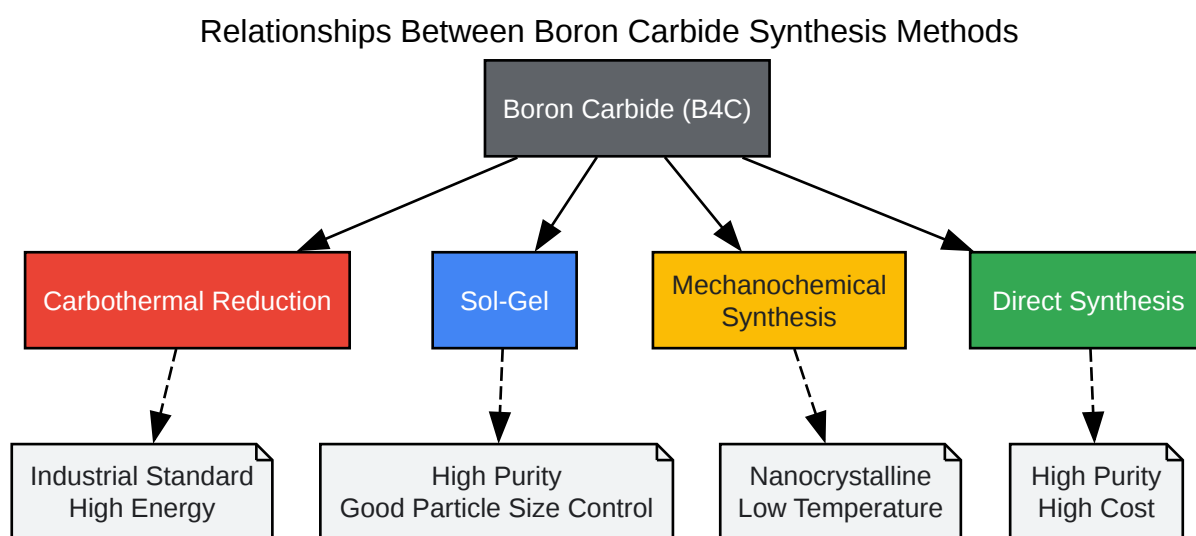 Relationships Between Boron Carbide Synthesis Methods
Boron Carbide (B4C)
Carbothermal Reduction
Sol-Gel
Mechanochemical
Synthesis
Direct Synthesis
Industrial Standard
High Energy
High Purity
Good Particle Size Control
Nanocrystalline
Low Temperature
High Purity
High Cost